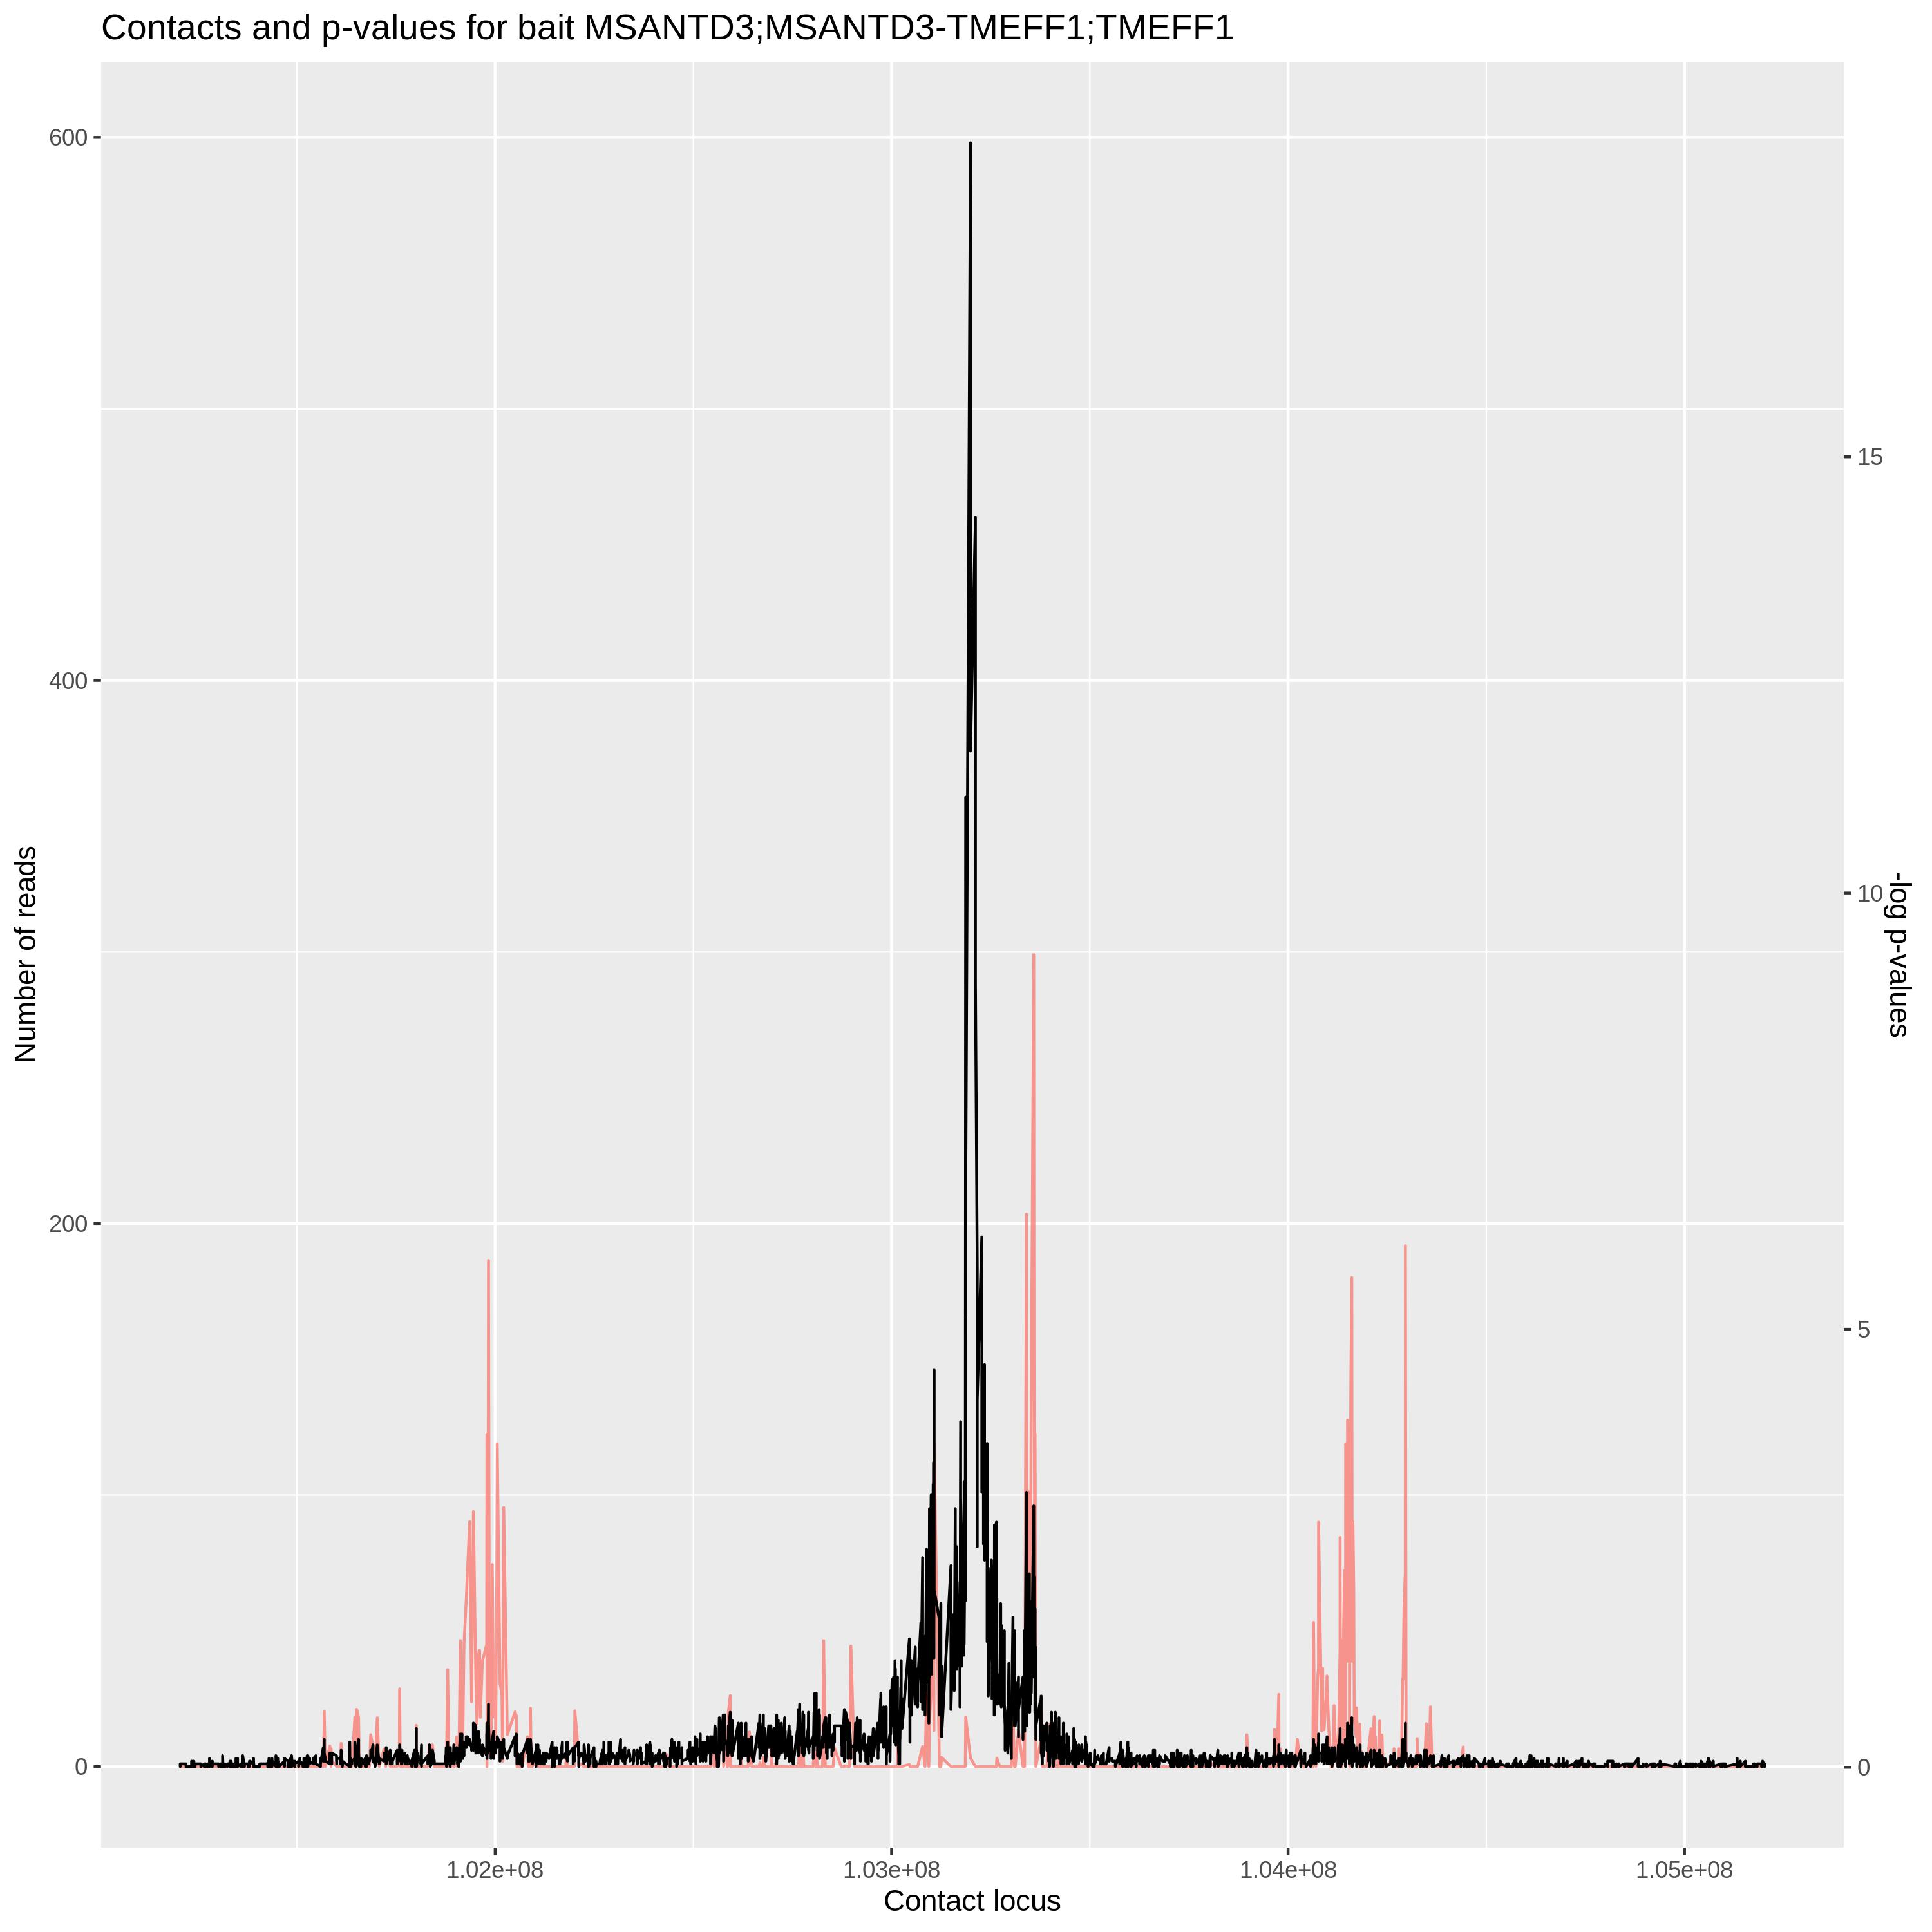 Contacts and p-values for bait MSANTD3;MSANTD3-TMEFF1;TMEFF1
600
400
200
0
Number of reads
15
10
5
0
-log p-values
1.02e+08
1.03e+08
1.04e+08
1.05e+08
Contact locus